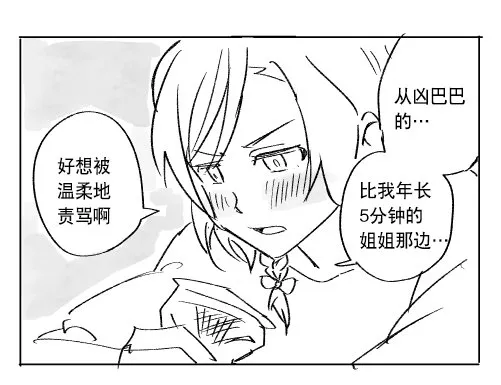 从凶巴巴
的…
比我年长
5分钟的
姐姐那边…
好想被
温柔地
责骂啊